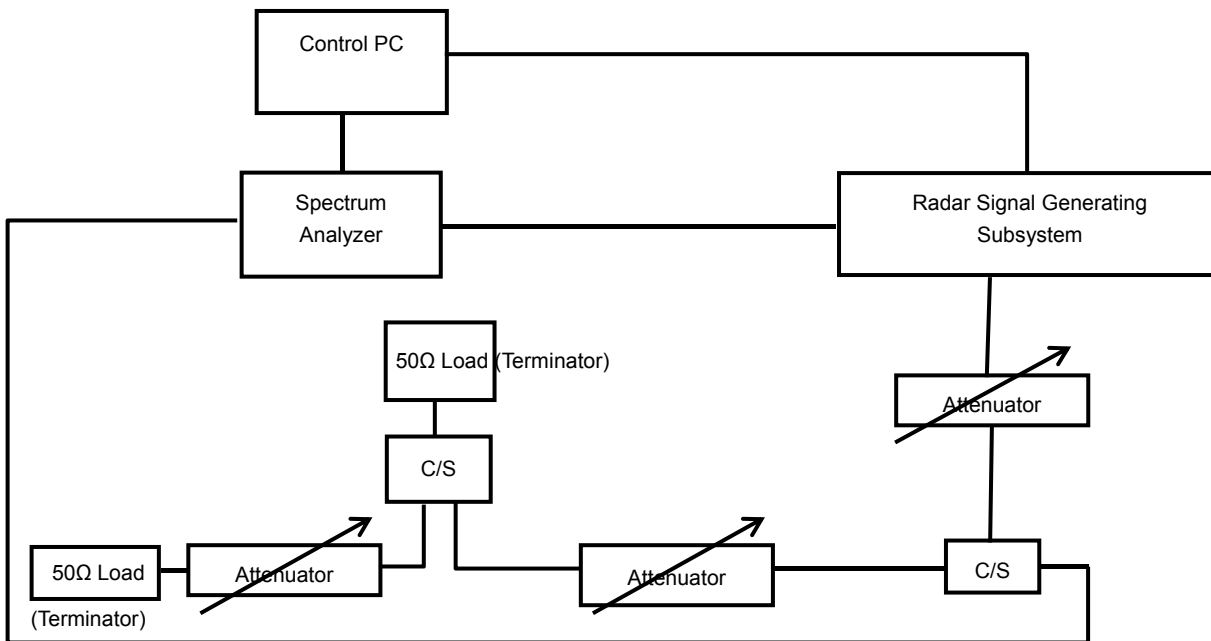 Control PC
Spectrum
Analyzer
Radar Signal Generating
Subsystem
50Ω Load (Terminator)
Attenuator
C/S
50Ω Load
(Terminator)
Attenuator
Attenuator
C/S